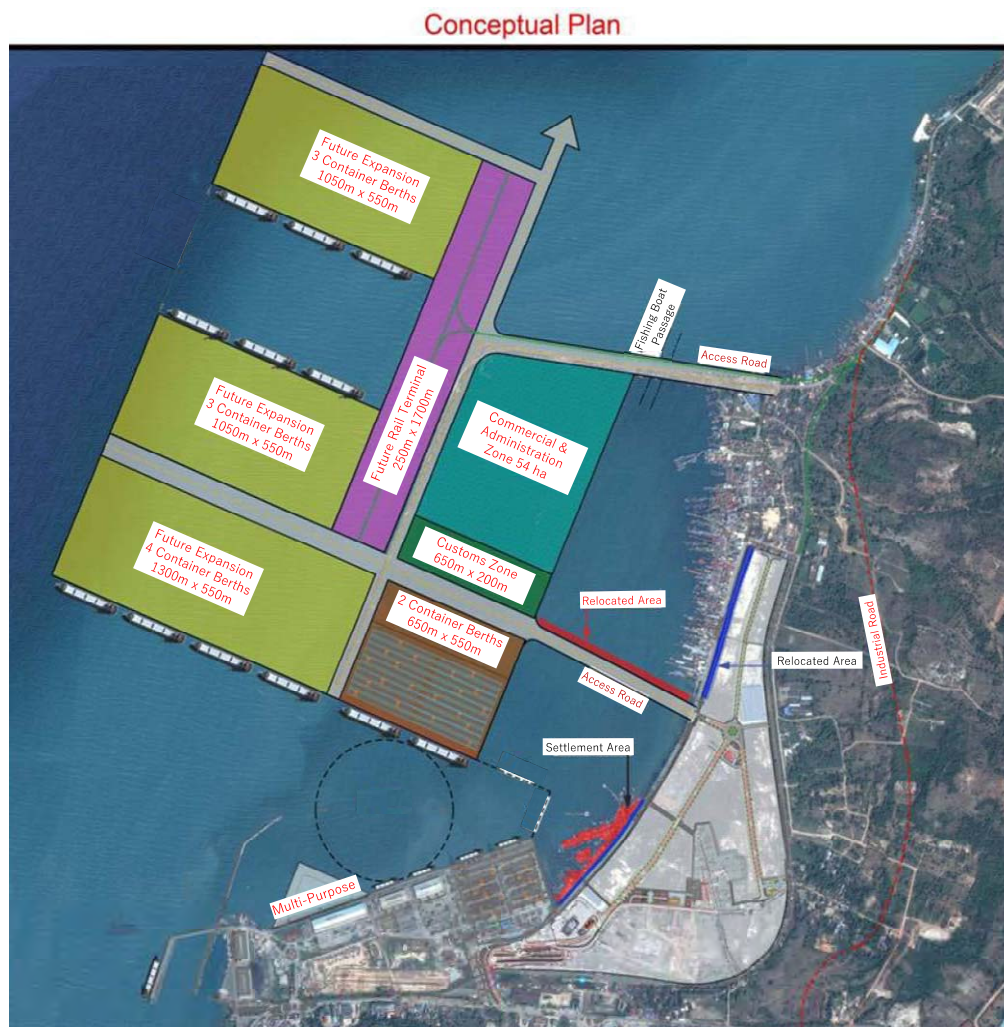 Conceptual Plan
Future Expansion
3 Container Berths
1050m x 550m
Fishing Boat
Passage
Access Road
Future Rail Terminal
250m x 1700m
Future Expansion
3 Container Berths
1050m x 550m
Commercial &
Administration
Zone 54 ha
Future Expansion
4 Container Berths
1300m x 550m
Customs Zone
650m x 200m
2 Container Berths
650m x 550m
Relocated Area
Access Road
Relocated Area
Industrial Road
Settlement Area
Multi-Purpose